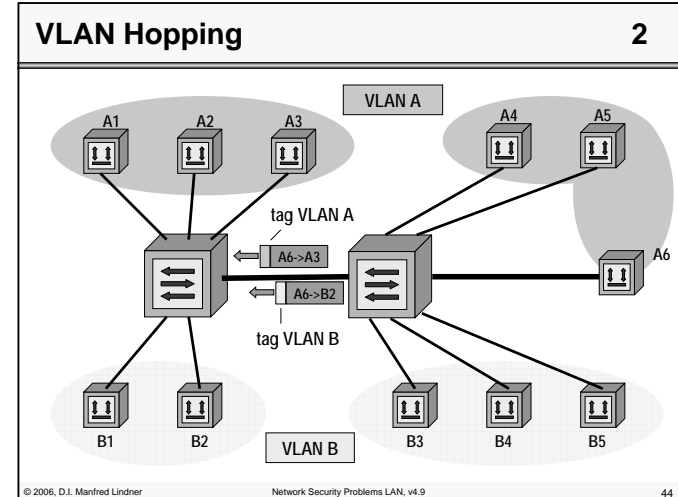 VLAN Hopping 2
VLAN A
A1 A2 A3 A4 A5
tag VLAN A
A6
A6->A3
A6->B2
tag VLAN B
B1 B2 B3 B4 B5
VLAN B
© 2006, D.I. Manfred Lindner Network Security Problems LAN, v4.9 44